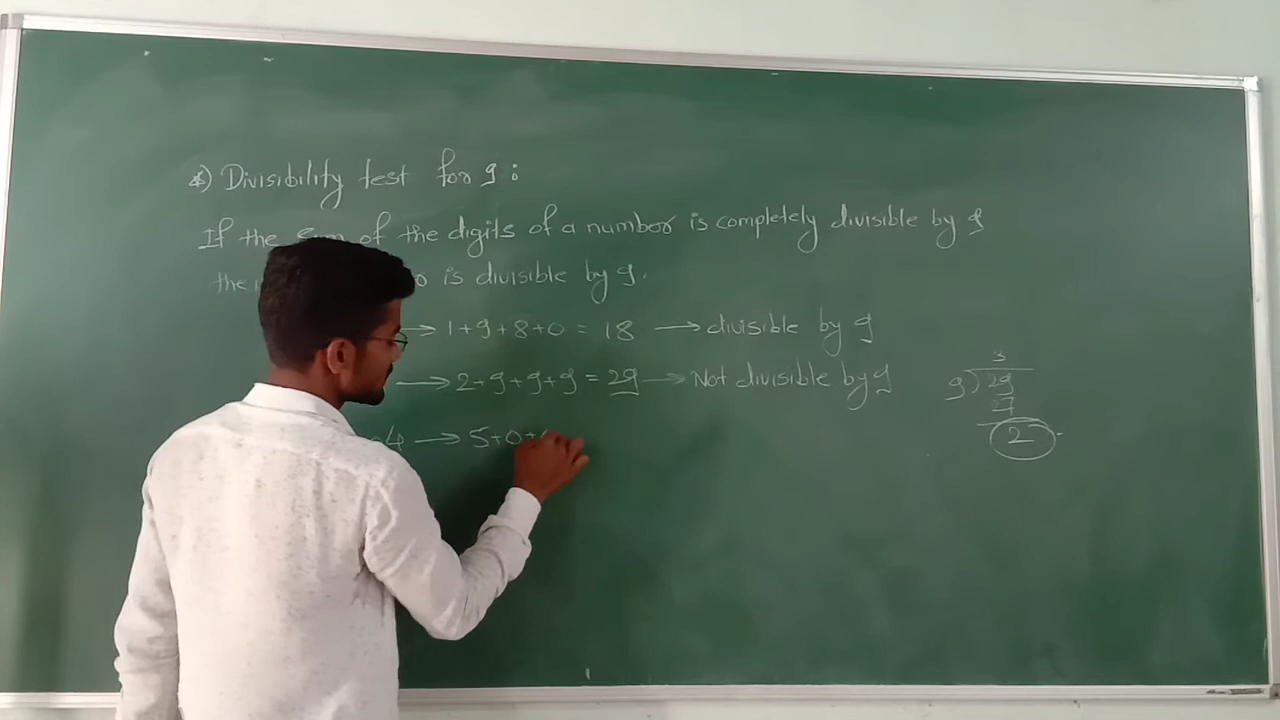 *) Divisibility test for 9 :
If the sum of the digits of a number is completely divisible by 9
the is divisible by 9.
→ 1+9+8+0 = 18 → divisible by 9
→ 2+9+9+9 = 29 → Not divisible by 9
4 → 5+0+
3
9 ) 29
27
2